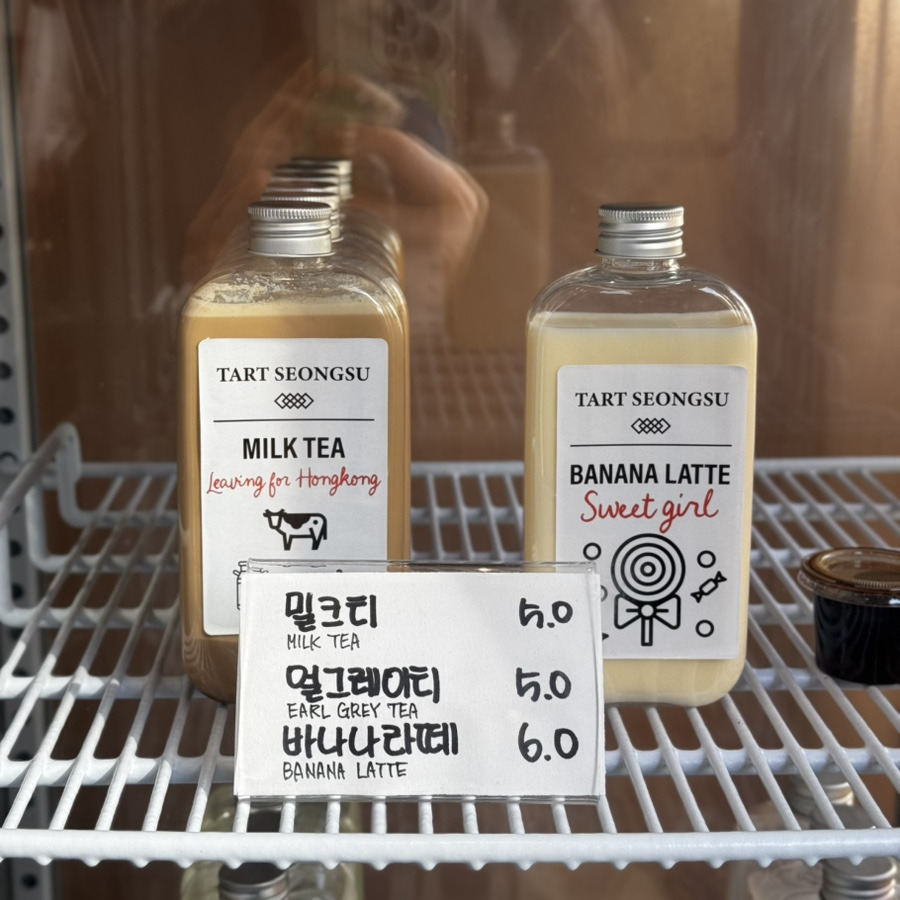 TART SEONGSU
MILK TEA
Leaving for Hongkong
TART SEONGSU
BANANA LATTE
Sweet girl
밀크티 5.0
MILK TEA
얼그레이티 5.0
EARL GREY TEA
바나나라떼 6.0
BANANA LATTE